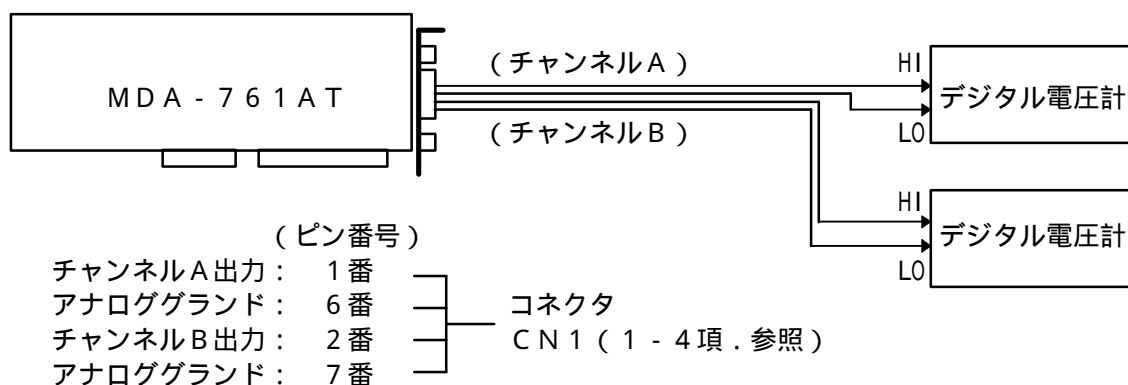 (チャンネルA)
HI
MDA-761AT
デジタル電圧計
(チャンネルB)
LO
HI
(ピン番号)
デジタル電圧計
LO
チャンネルA出力: 1番
アナロググランド: 6番
チャンネルB出力: 2番
アナロググランド: 7番
コネクタ
CN1(1-4項.参照)